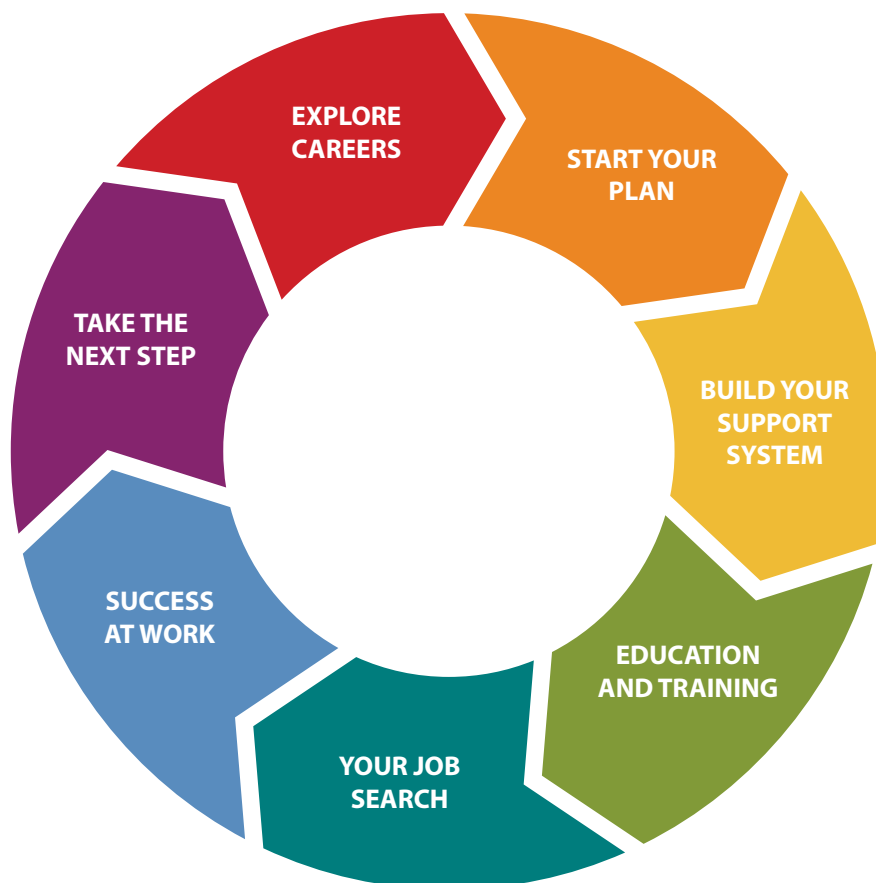 EXPLORE
CAREERS
START YOUR
PLAN
BUILD YOUR
SUPPORT
SYSTEM
EDUCATION
AND TRAINING
YOUR JOB
SEARCH
SUCCESS
AT WORK
TAKE THE
NEXT STEP